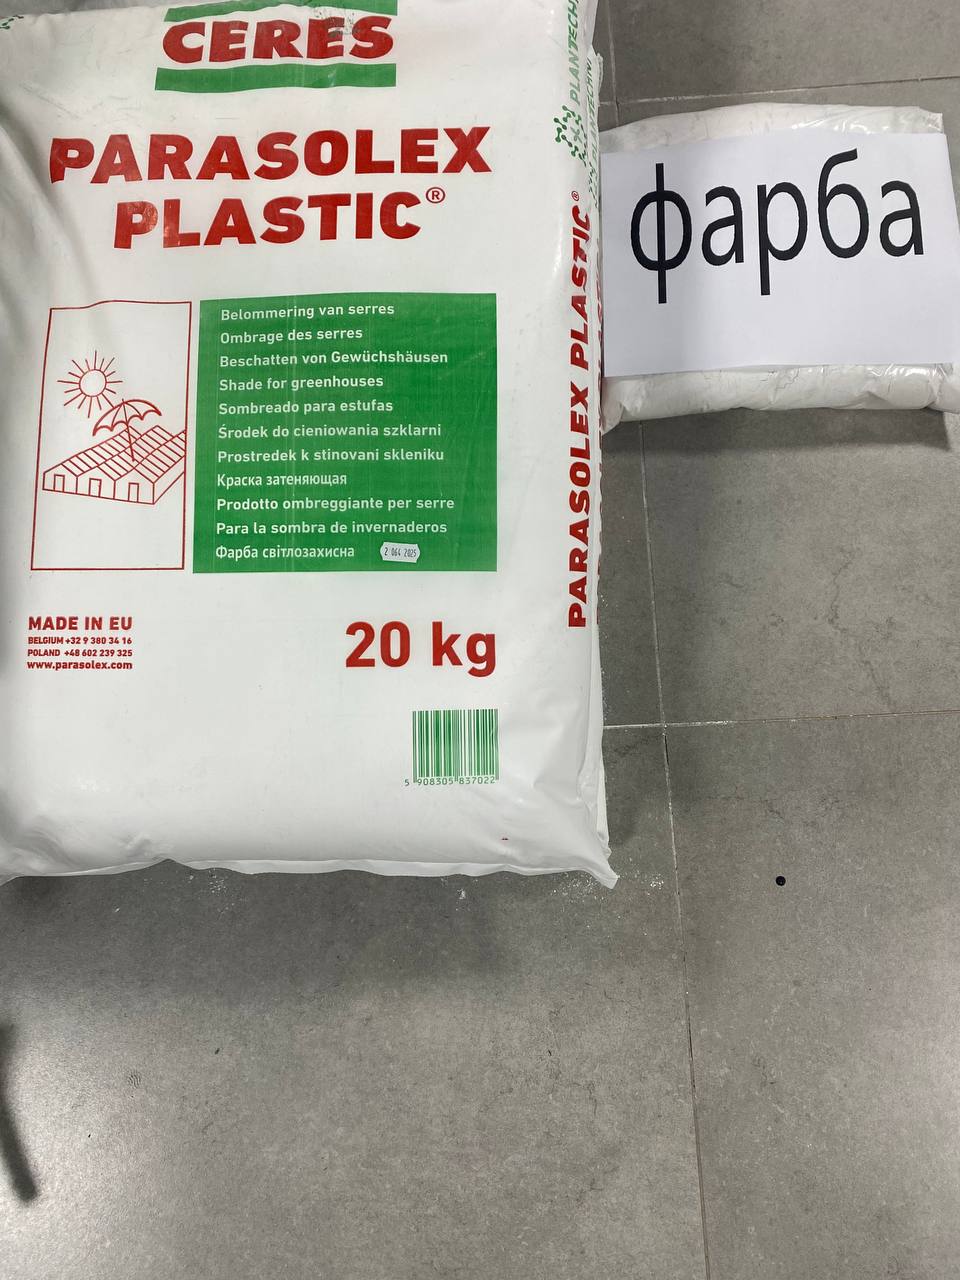 CERES
PARASOLEX
PLASTIC®
Belommering van serres
Ombrage des serres
Beschatten von Gewüchshäusen
Shade for greenhouses
Sombreado para estufas
Środek do cieniowania szklarni
Prostredek k stinovani skleniku
Краска затеняющая
Prodotto ombreggiante per serre
Para la sombra de invernaderos
Фарба світлозахисна
2 064 2025
MADE IN EU
BELGIUM +32 9 380 34 16
POLAND +48 602 239 325
www.parasolex.com
20 kg
5 908305 837022
PARASOLEX PLASTIC®
PLANTECH
фарба